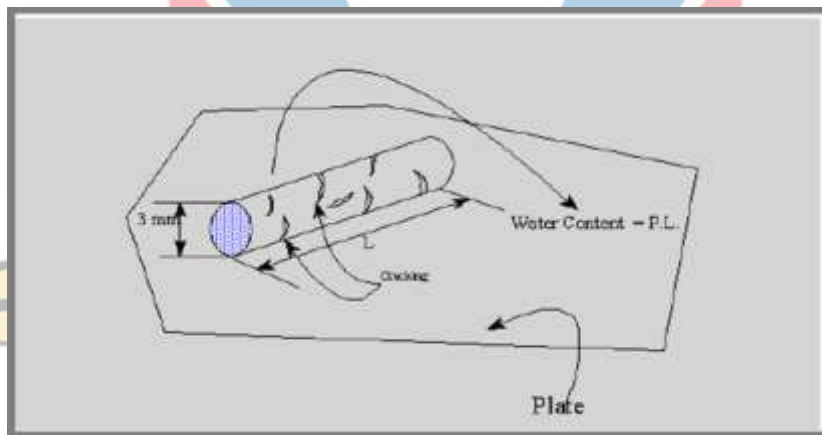 3 mm
Water Content = P.L.
L
Cracking
Plate